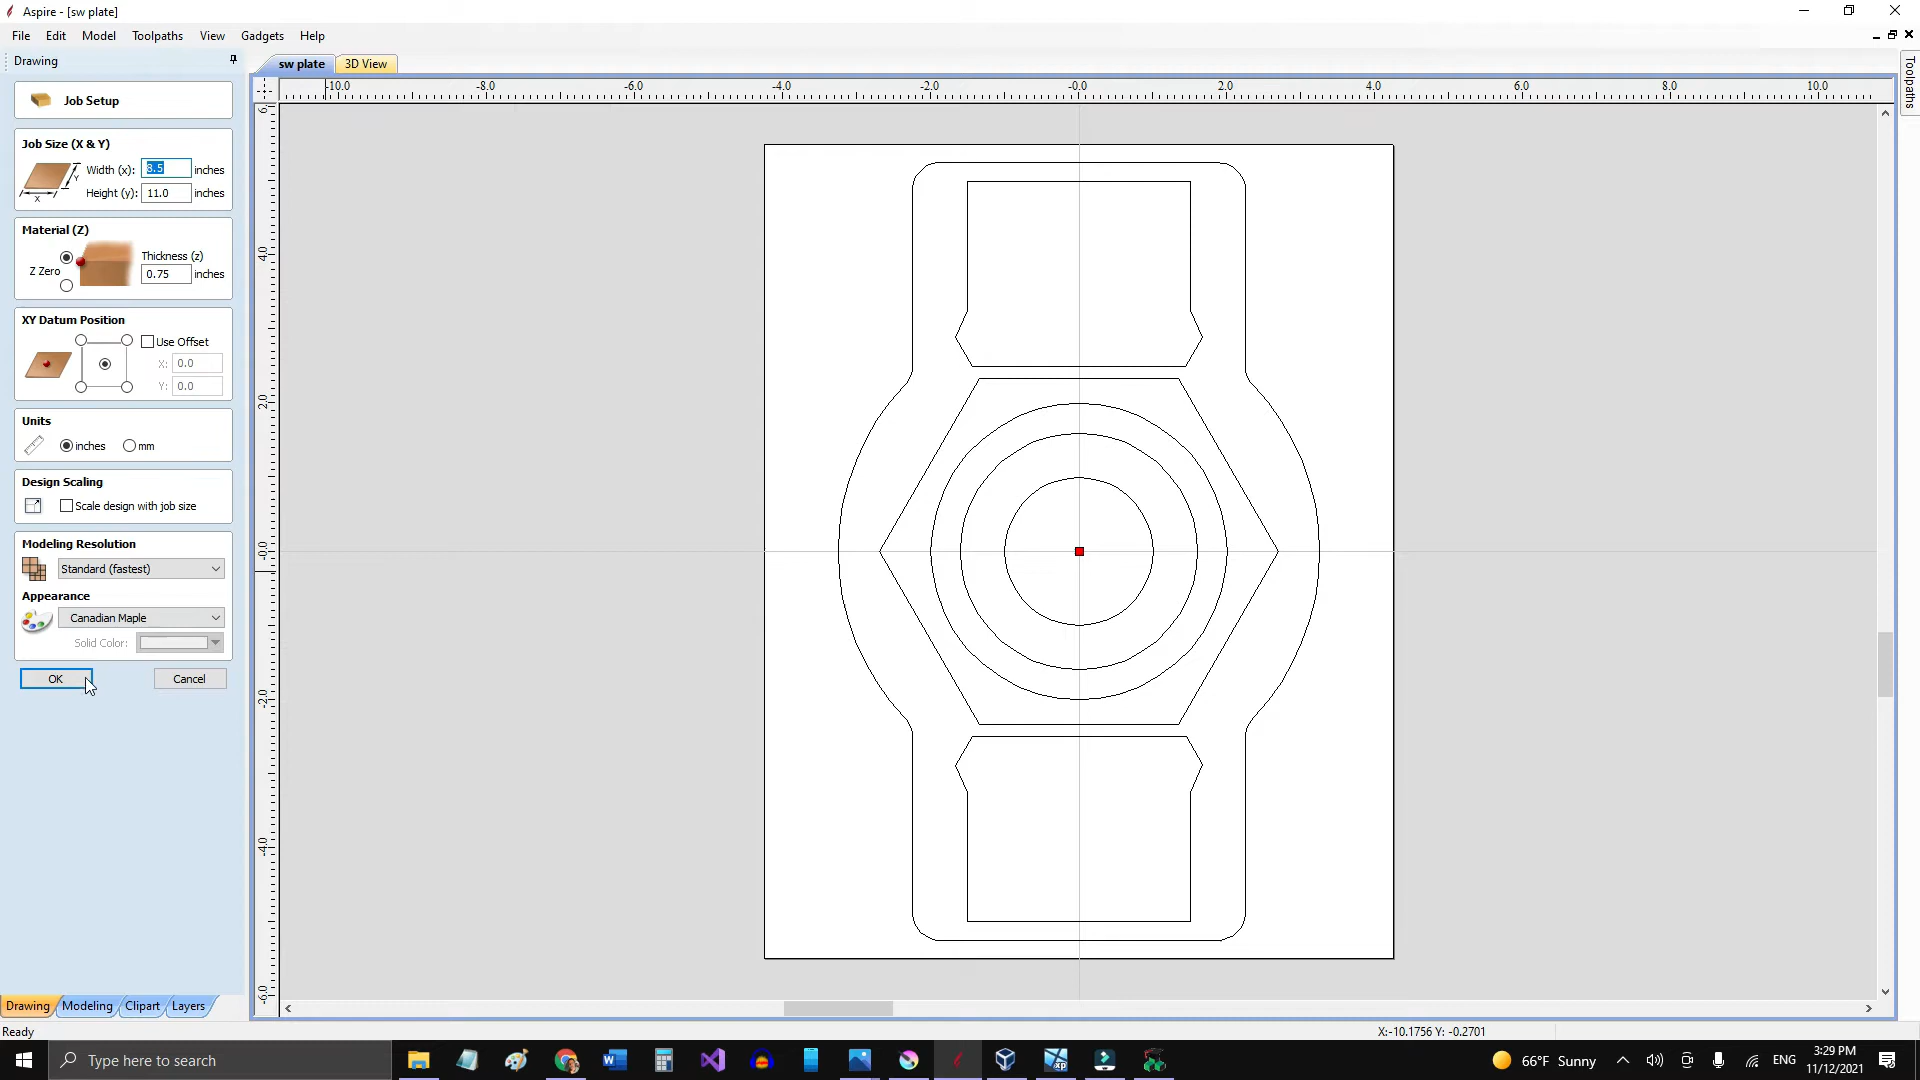 Aspire - [sw plate]
File Edit Model Toolpaths View Gadgets Help
Drawing
sw plate 3D View
Toolpaths
-10.0 -8.0 -6.0 -4.0 -2.0 -0.0 2.0 4.0 6.0 8.0 10.0
6
4.0
2.0
-0.0
-2.0
-4.0
-6.0
Job Setup
Job Size (X & Y)
Width (x): 8.5 inches
Height (y): 11.0 inches
Y
X
Material (Z)
Thickness (z)
Z Zero
0.75 inches
XY Datum Position
Use Offset
X: 0.0
Y: 0.0
Units
inches mm
Design Scaling
Scale design with job size
Modeling Resolution
Standard (fastest)
Appearance
Canadian Maple
Solid Color:
OK Cancel
Drawing Modeling Clipart Layers
Ready
X:-10.1756 Y: -0.2701
Type here to search
xp
66°F Sunny
ENG
3:29 PM
11/12/2021